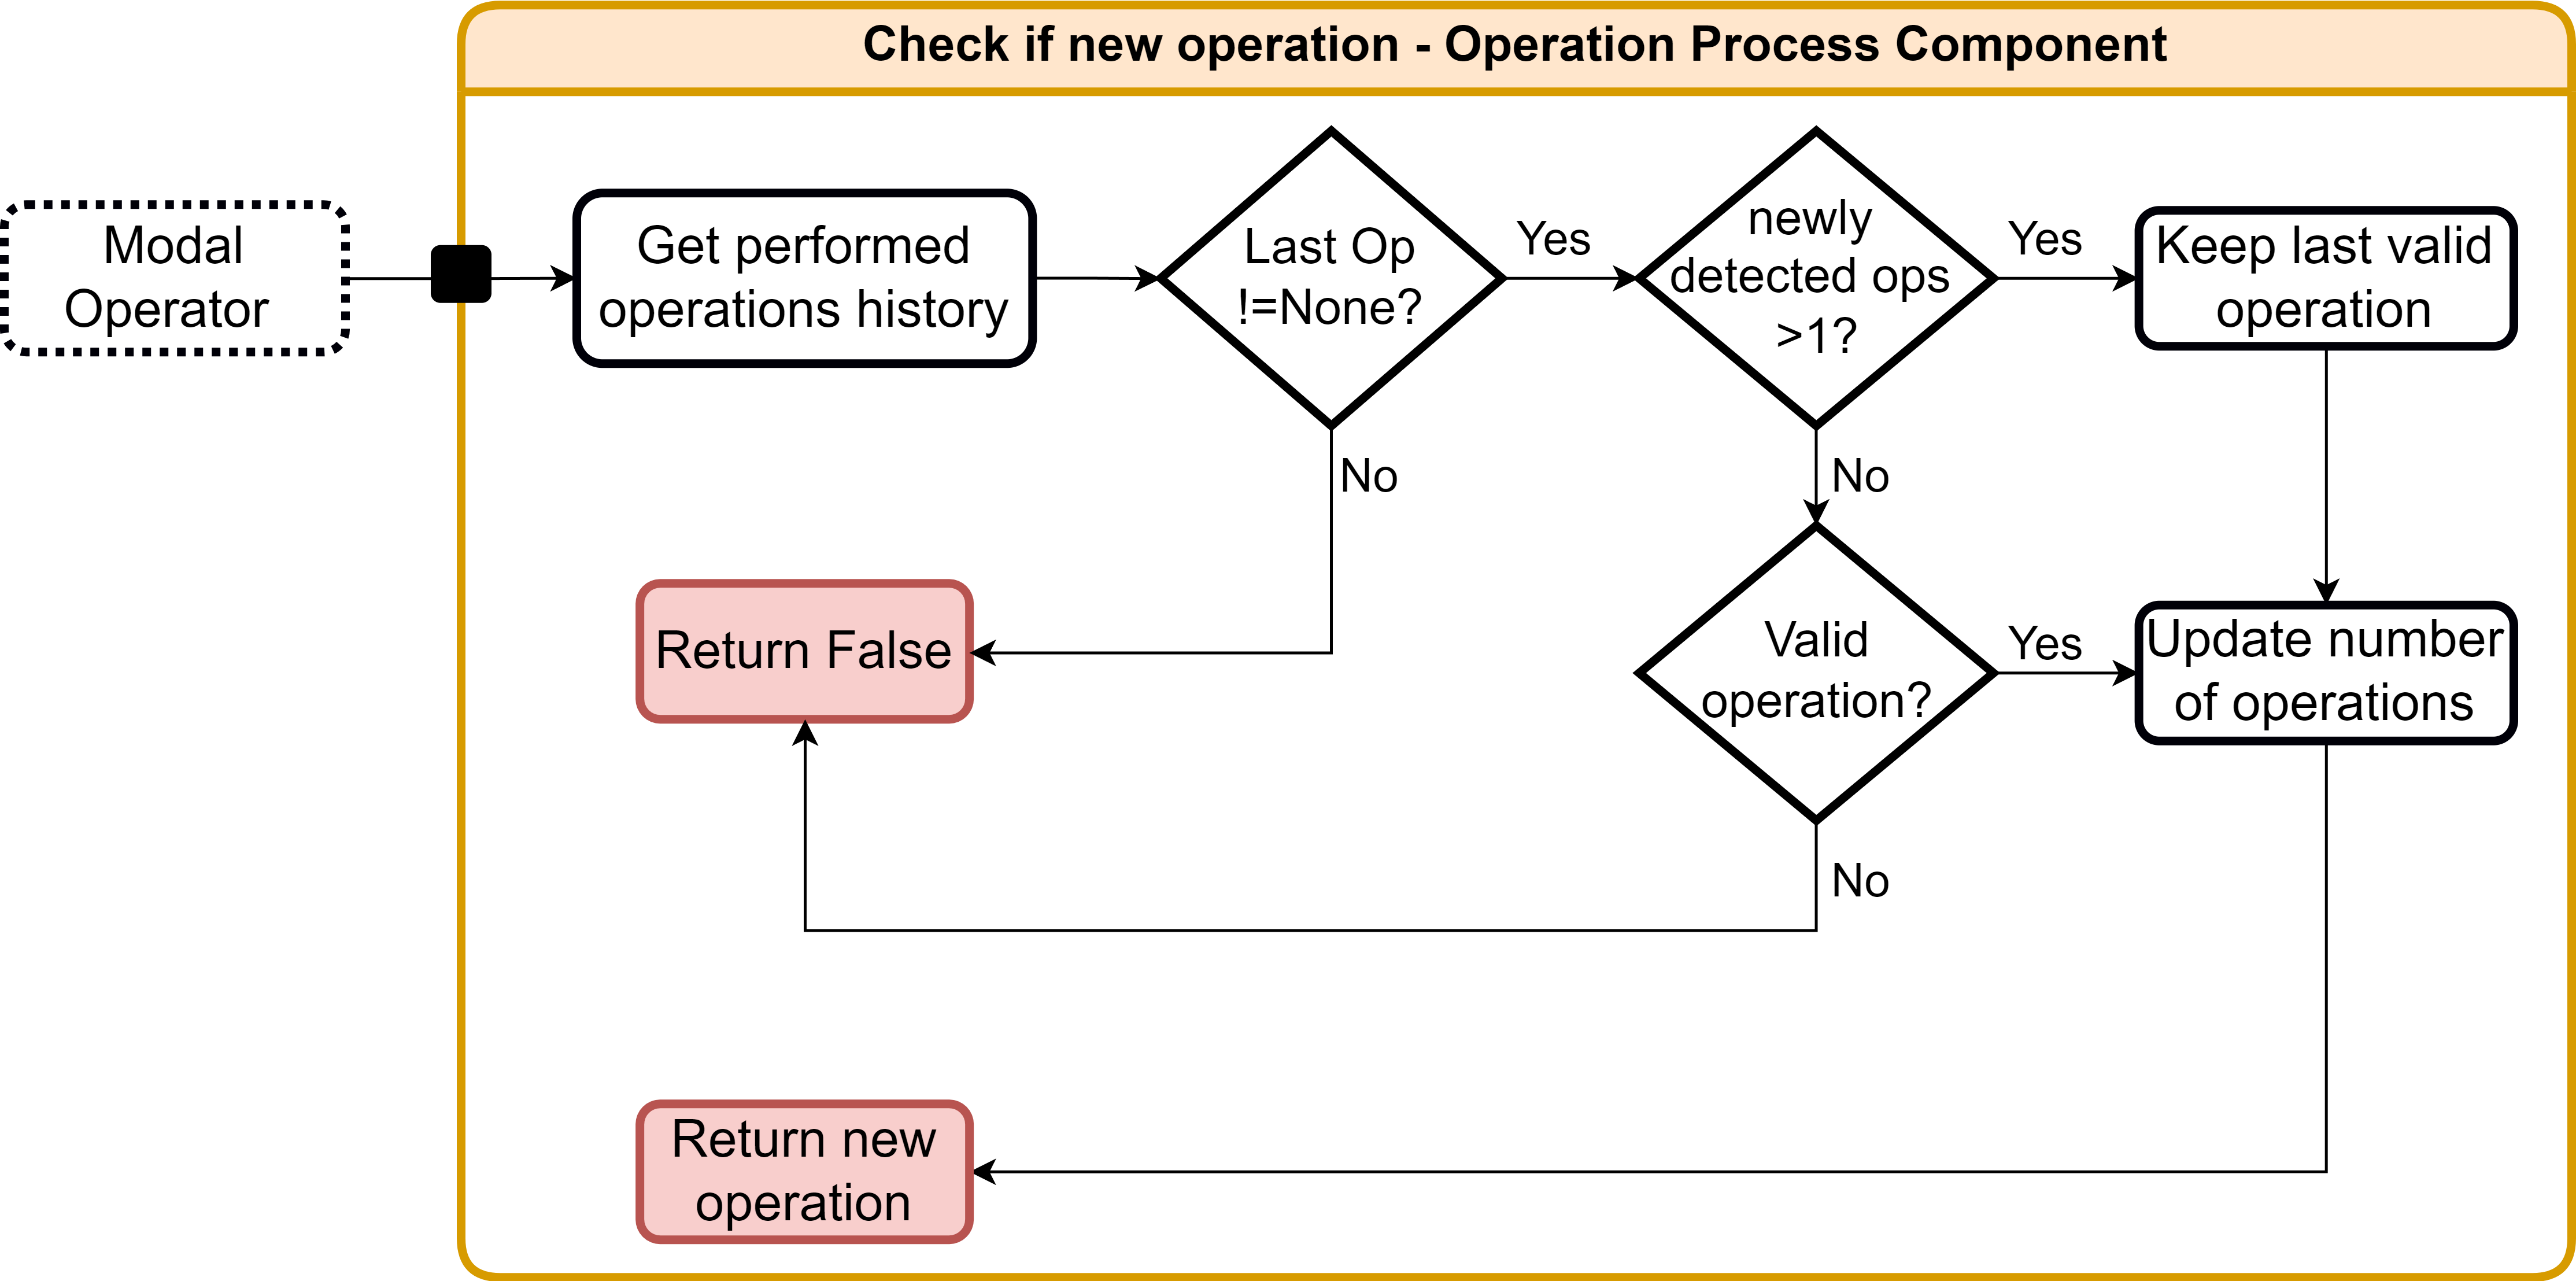 Check if new operation - Operation Process Component
Modal
Operator
Get performed
operations history
Last Op
!=None?
Yes
newly
detected ops
>1?
Yes
Keep last valid
operation
No
No
Return False
Valid
operation?
Yes
Update number
of operations
No
Return new
operation